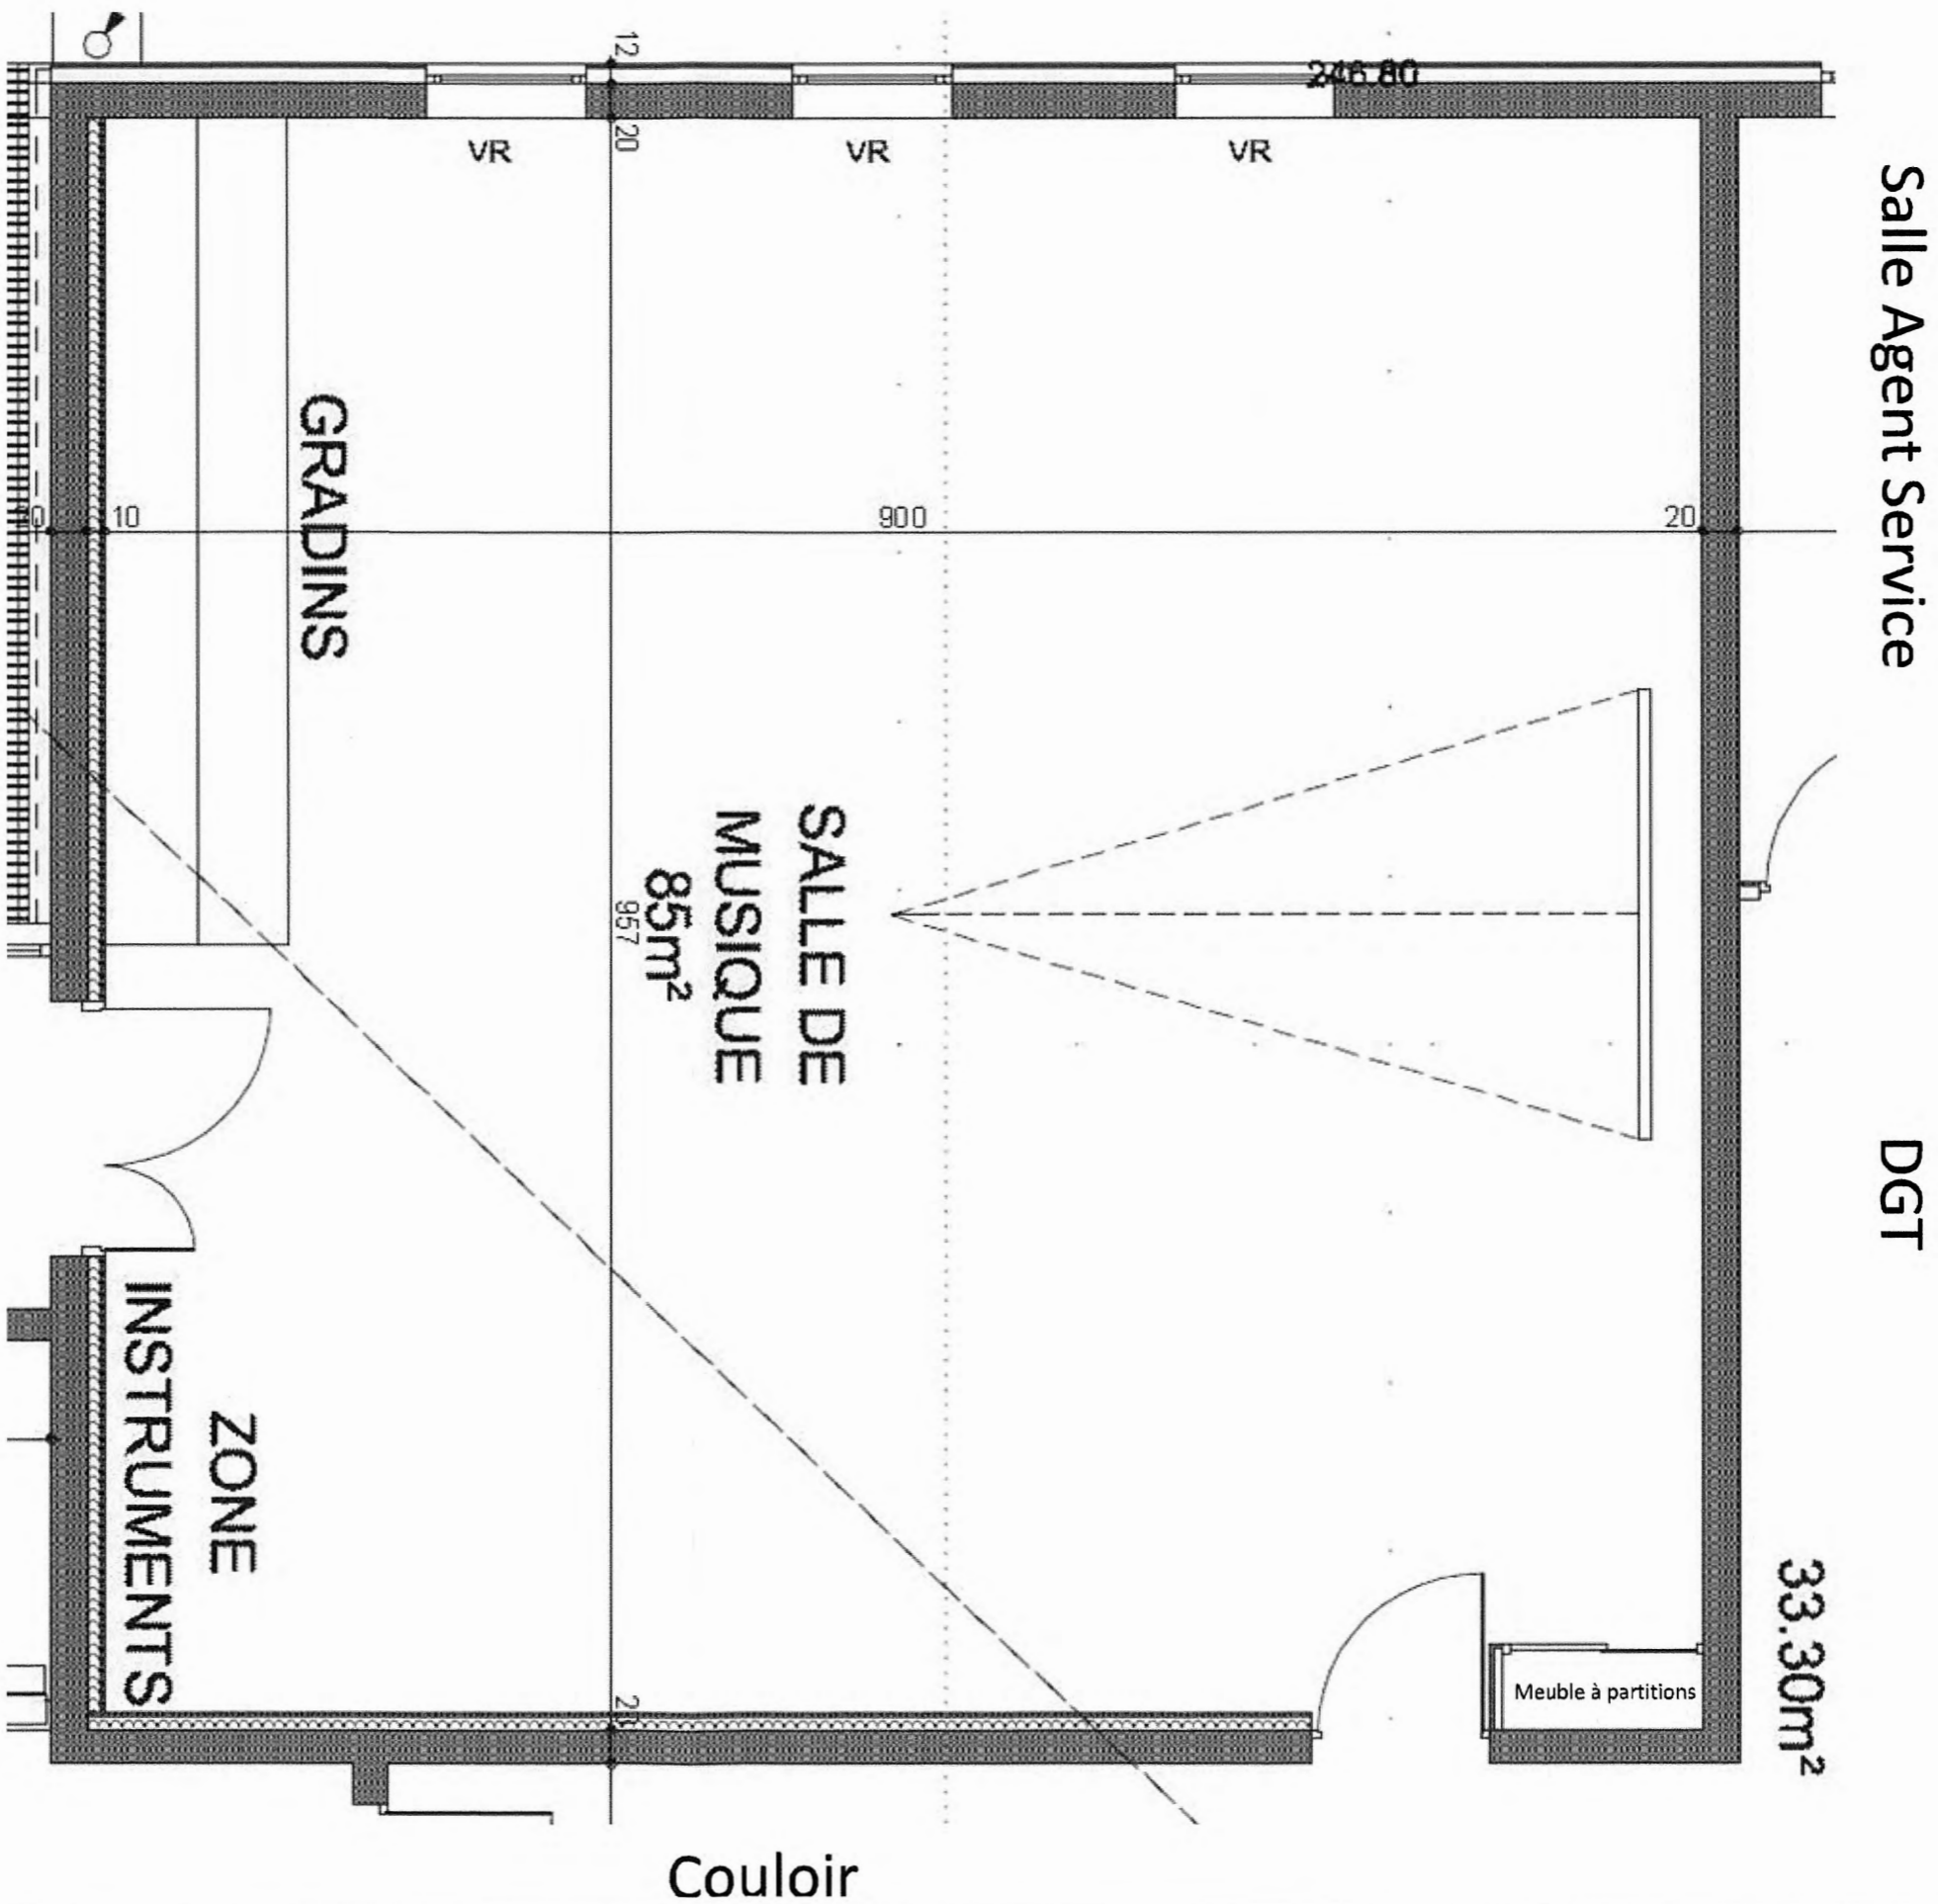 12
246.80
20
VR
VR
VR
Salle Agent Service
GRADINS
10
900
20
SALLE DE
MUSIQUE
85m²
957
DGT
ZONE
INSTRUMENTS
Meuble à partitions
33.30m²
Couloir